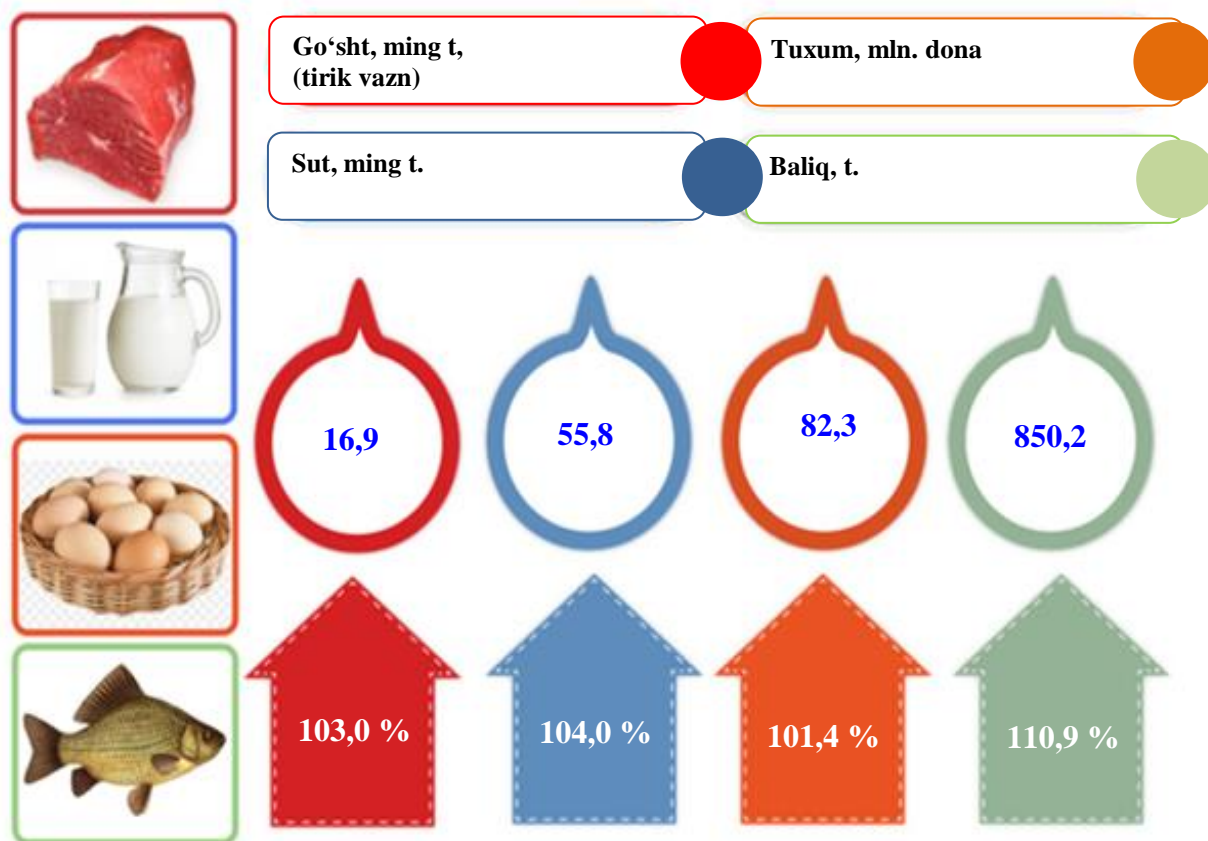 Go‘sht, ming t,
(tirik vazn)
Tuxum, mln. dona
Sut, ming t.
Baliq, t.
16,9
55,8
82,3
850,2
103,0 %
104,0 %
101,4 %
110,9 %